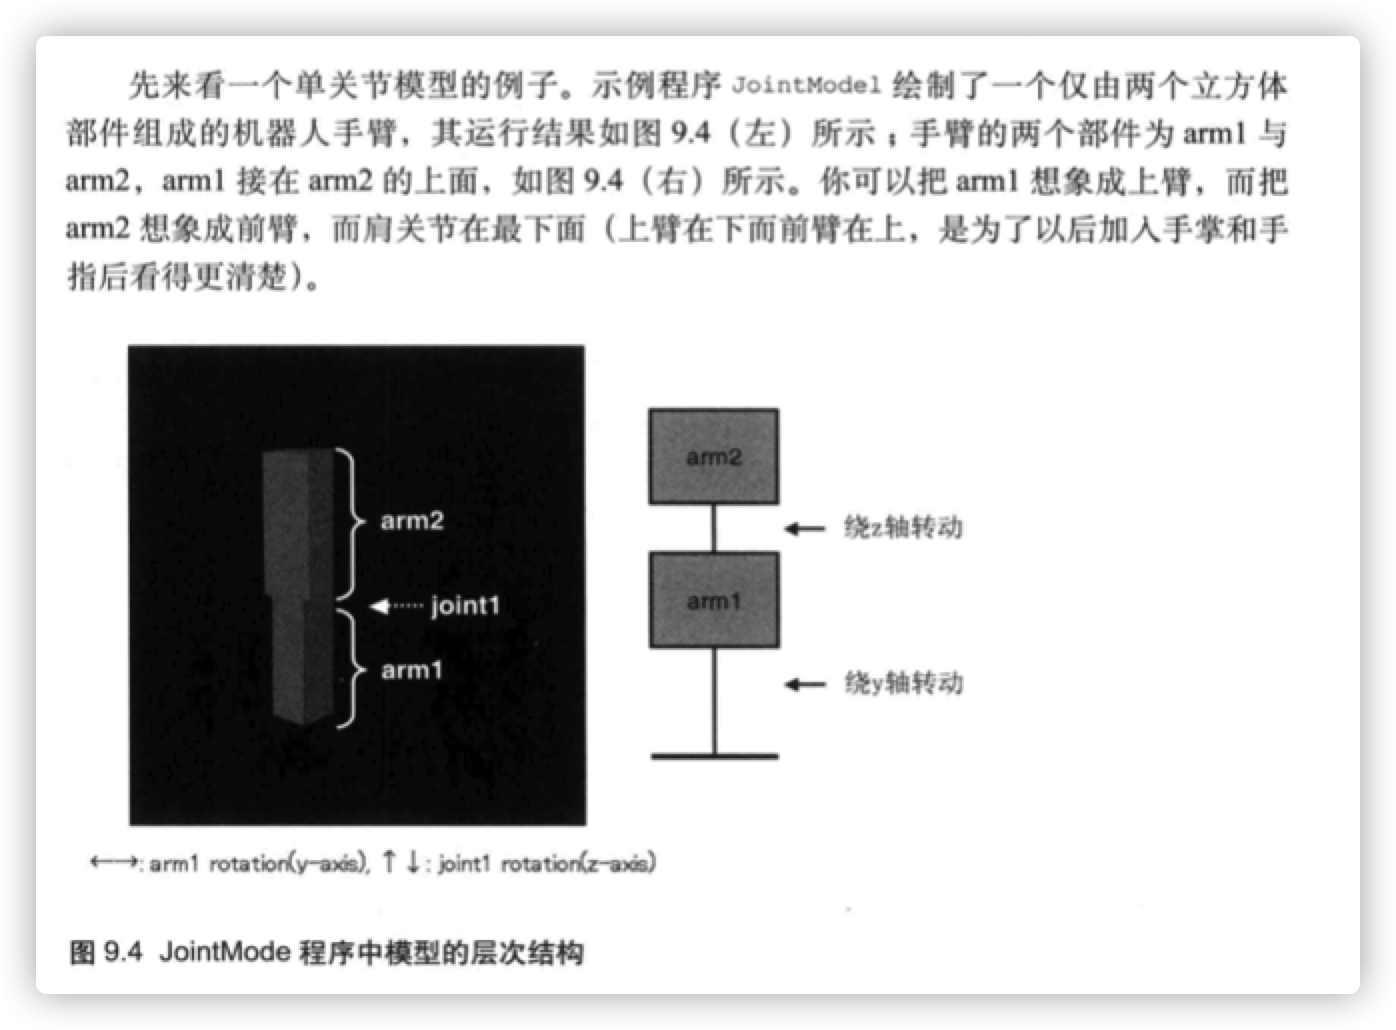 先来看一个单关节模型的例子。示例程序 JointModel 绘制了一个仅由两个立方体
部件组成的机器人手臂，其运行结果如图 9.4（左）所示；手臂的两个部件为 arm1 与
arm2，arm1 接在 arm2 的上面，如图 9.4（右）所示。你可以把 arm1 想象成上臂，而把
arm2 想象成前臂，而肩关节在最下面（上臂在下而前臂在上，是为了以后加入手掌和手
指后看得更清楚）。
arm2
joint1
arm1
arm2
绕z轴转动
arm1
绕y轴转动
←→: arm1 rotation(y-axis), ↑↓: joint1 rotation(z-axis)
图 9.4 JointMode 程序中模型的层次结构